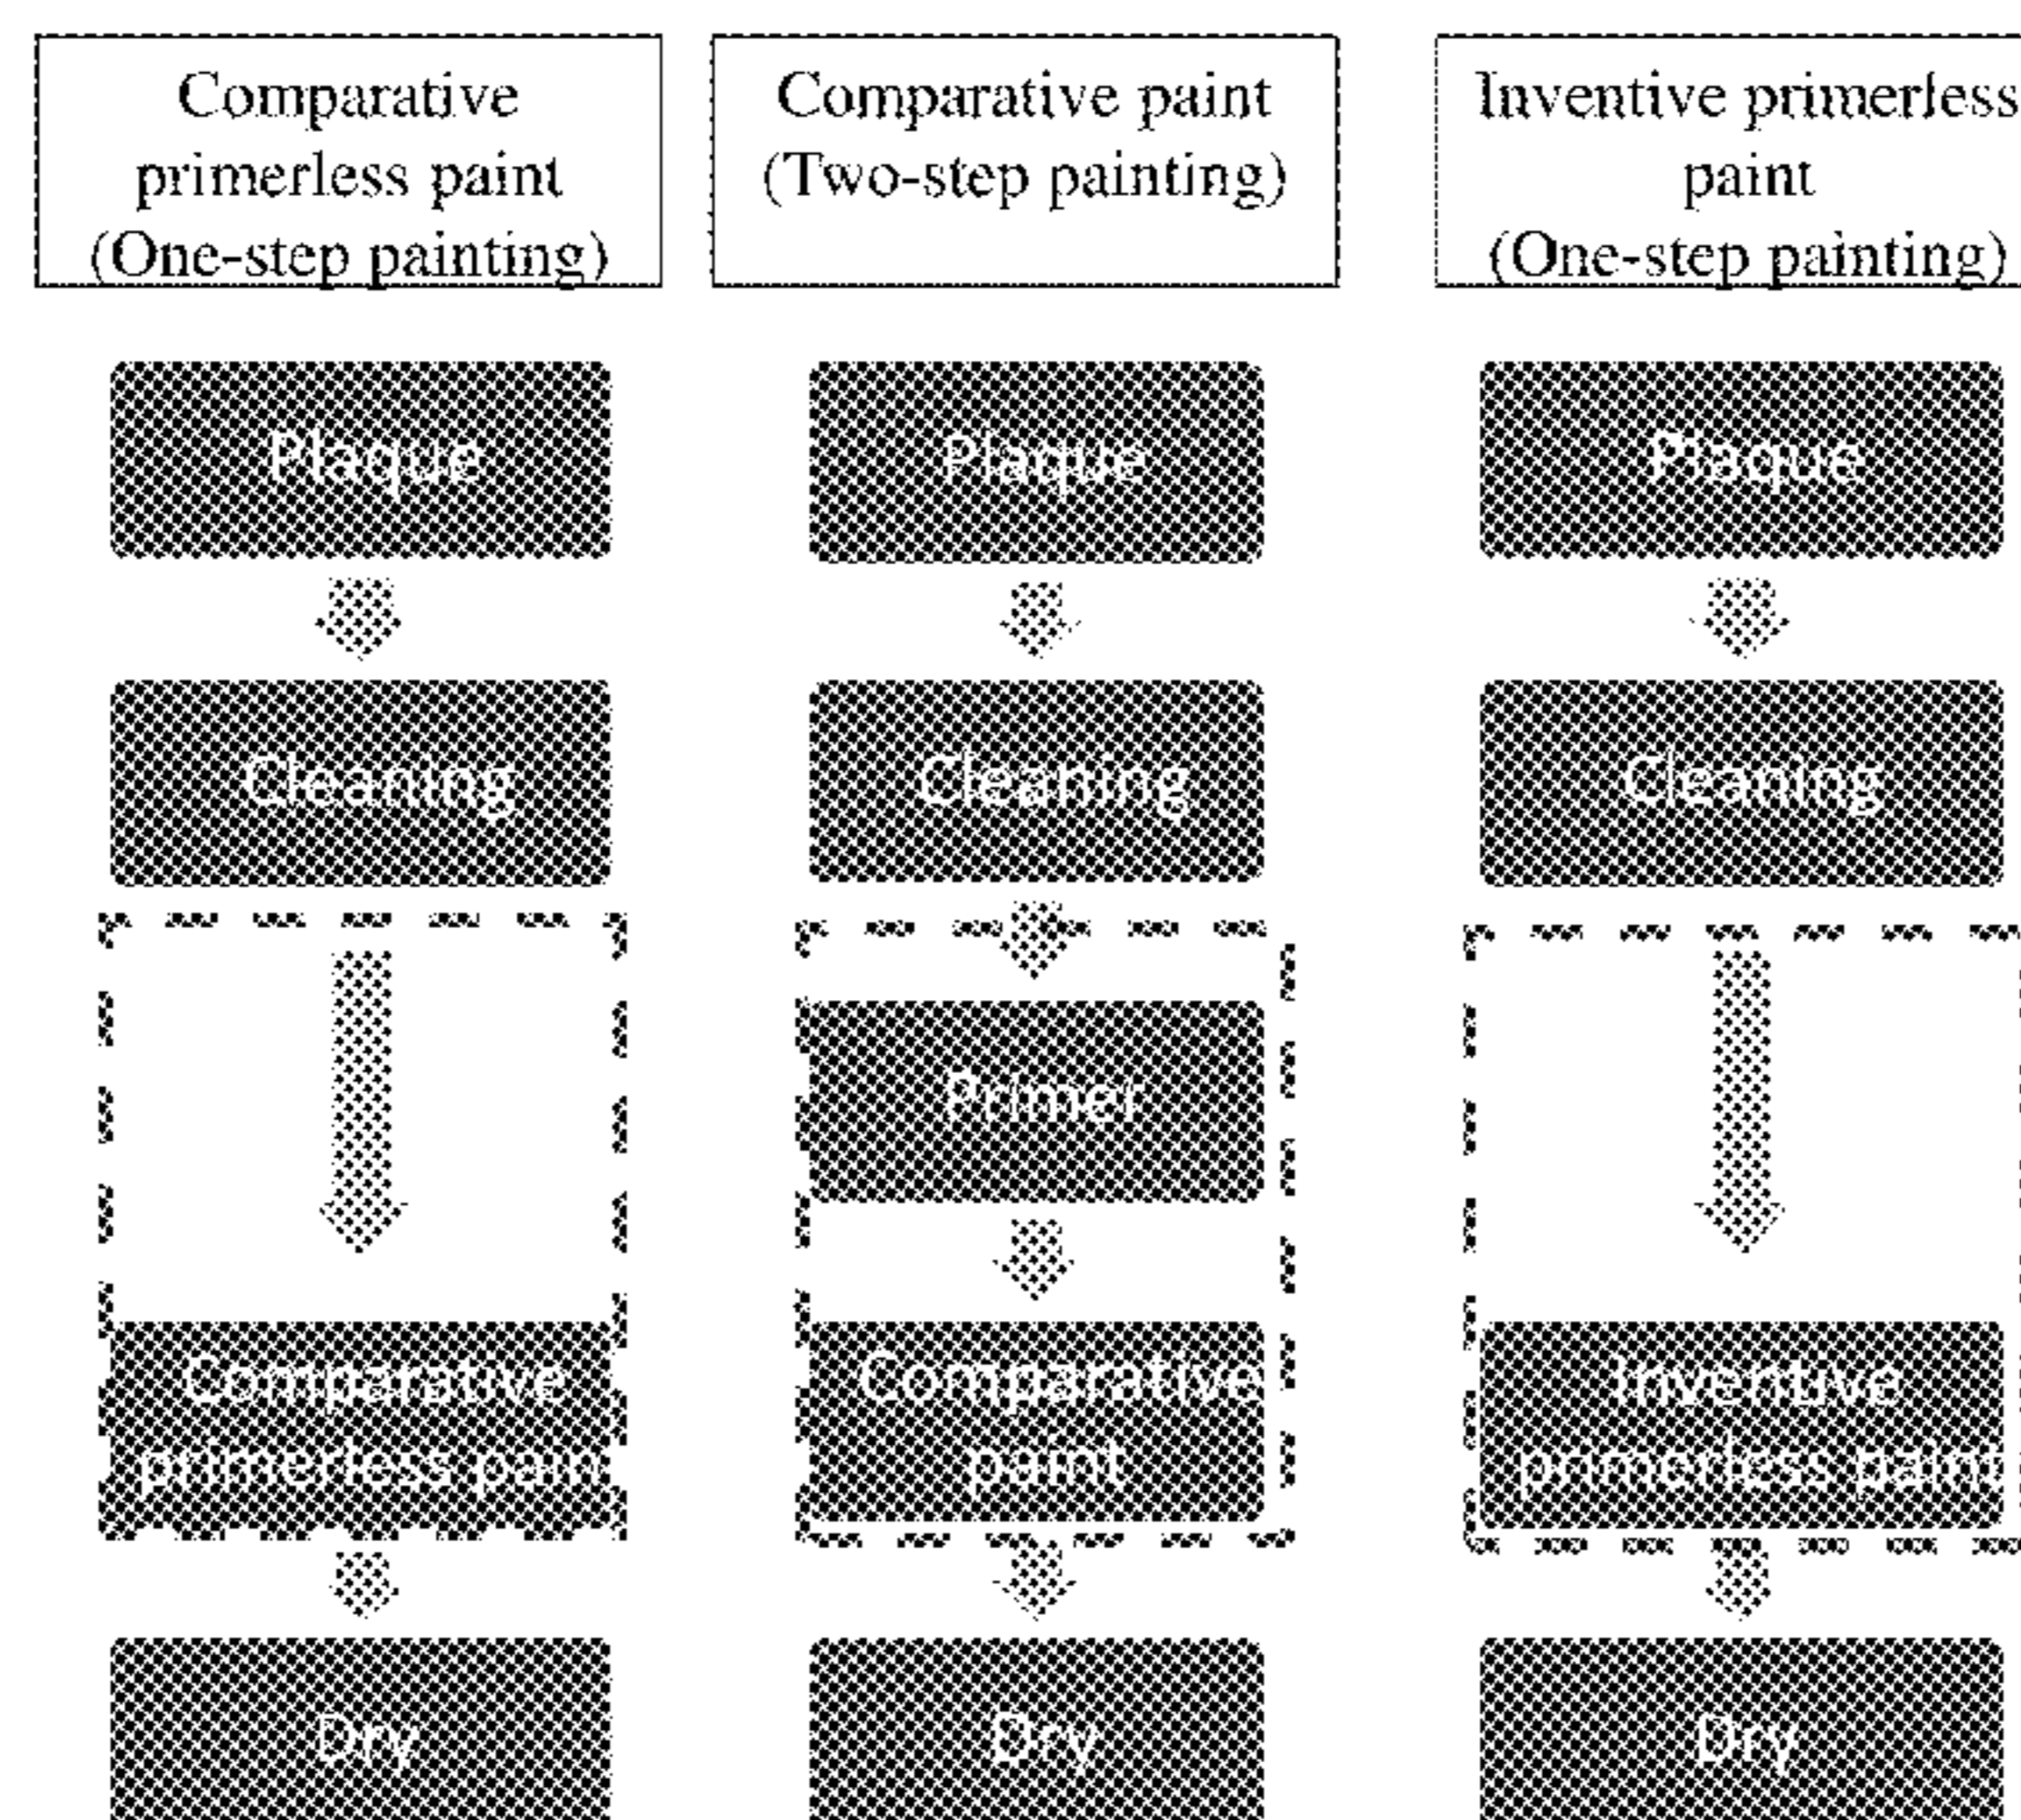 Comparative
primerless paint
(One-step painting)
Comparative paint
(Two-step painting)
Inventive primerless
paint
(One-step painting)
Plaque
Plaque
Plaque
Cleaning
Cleaning
Cleaning
Primer
Comparative
primerless pain
Comparative
paint
Inventive
primerless paint
Dry
Dry
Dry